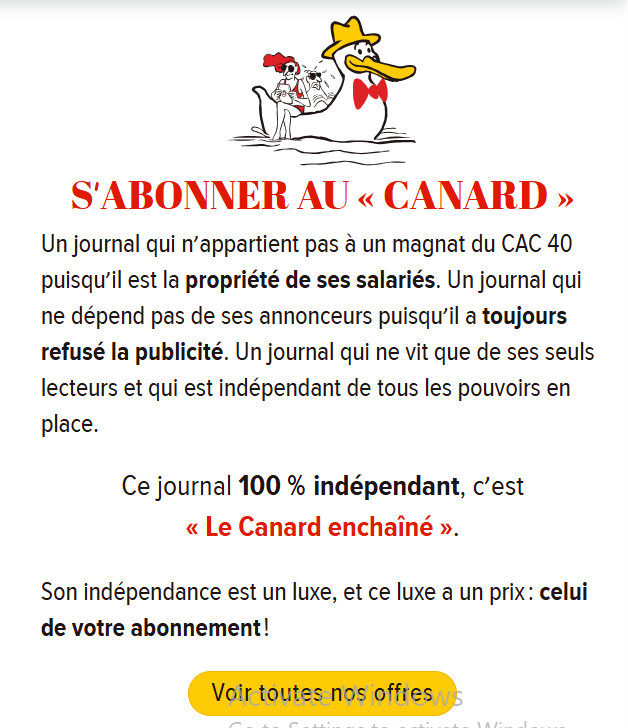 S'ABONNER AU « CANARD »
Un journal qui n’appartient pas à un magnat du CAC 40
puisqu’il est la propriété de ses salariés. Un journal qui
ne dépend pas de ses annonceurs puisqu’il a toujours
refusé la publicité. Un journal qui ne vit que de ses seuls
lecteurs et qui est indépendant de tous les pouvoirs en
place.
Ce journal 100 % indépendant, c’est
« Le Canard enchaîné ».
Son indépendance est un luxe, et ce luxe a un prix : celui
de votre abonnement !
Voir toutes nos offres
Activate Windows
Go to Settings to activate Windows.